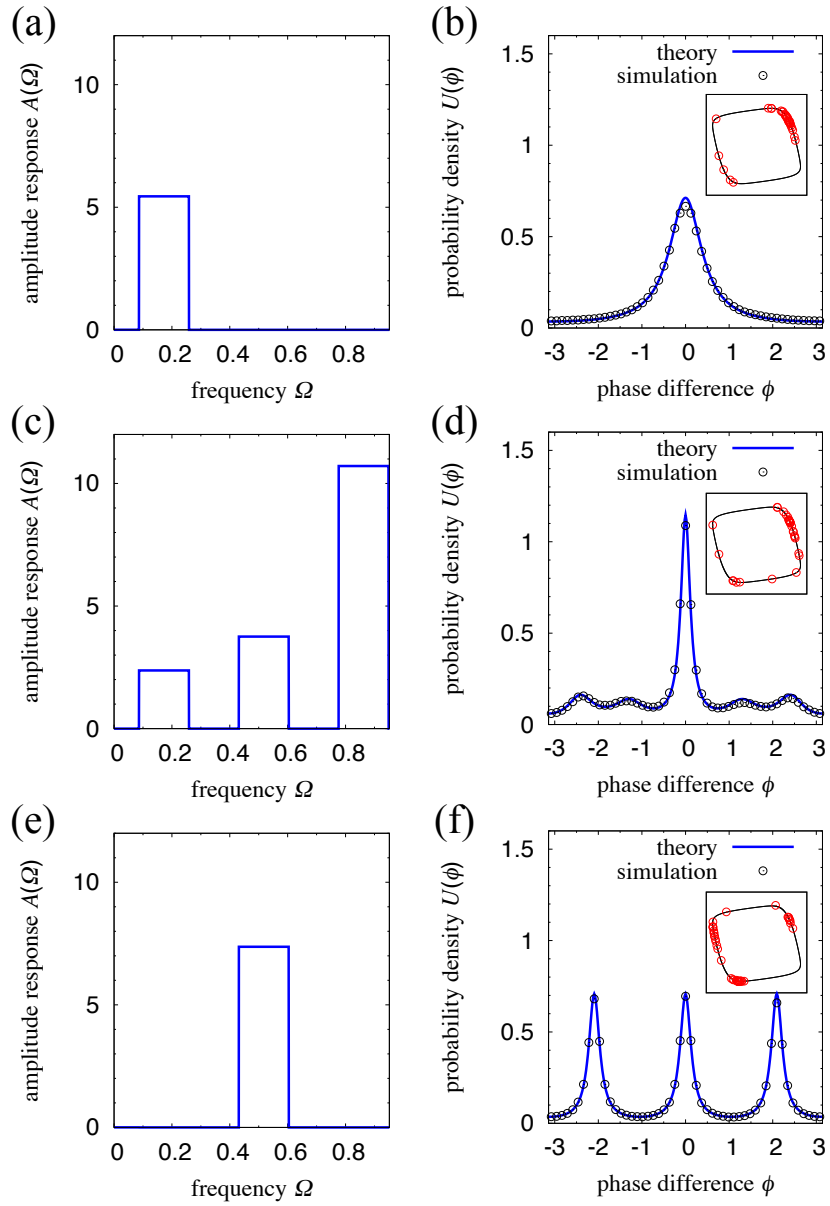 (a)
amplitude response A(Ω)
10
5
0
0 0.2 0.4 0.6 0.8
frequency Ω
(b)
probability density U(ϕ)
1.5
1
0.5
0
theory
simulation
-3 -2 -1 0 1 2 3
phase difference ϕ
(c)
amplitude response A(Ω)
10
5
0
0 0.2 0.4 0.6 0.8
frequency Ω
(d)
probability density U(ϕ)
1.5
1
0.5
0
theory
simulation
-3 -2 -1 0 1 2 3
phase difference ϕ
(e)
amplitude response A(Ω)
10
5
0
0 0.2 0.4 0.6 0.8
frequency Ω
(f)
probability density U(ϕ)
1.5
1
0.5
0
theory
simulation
-3 -2 -1 0 1 2 3
phase difference ϕ